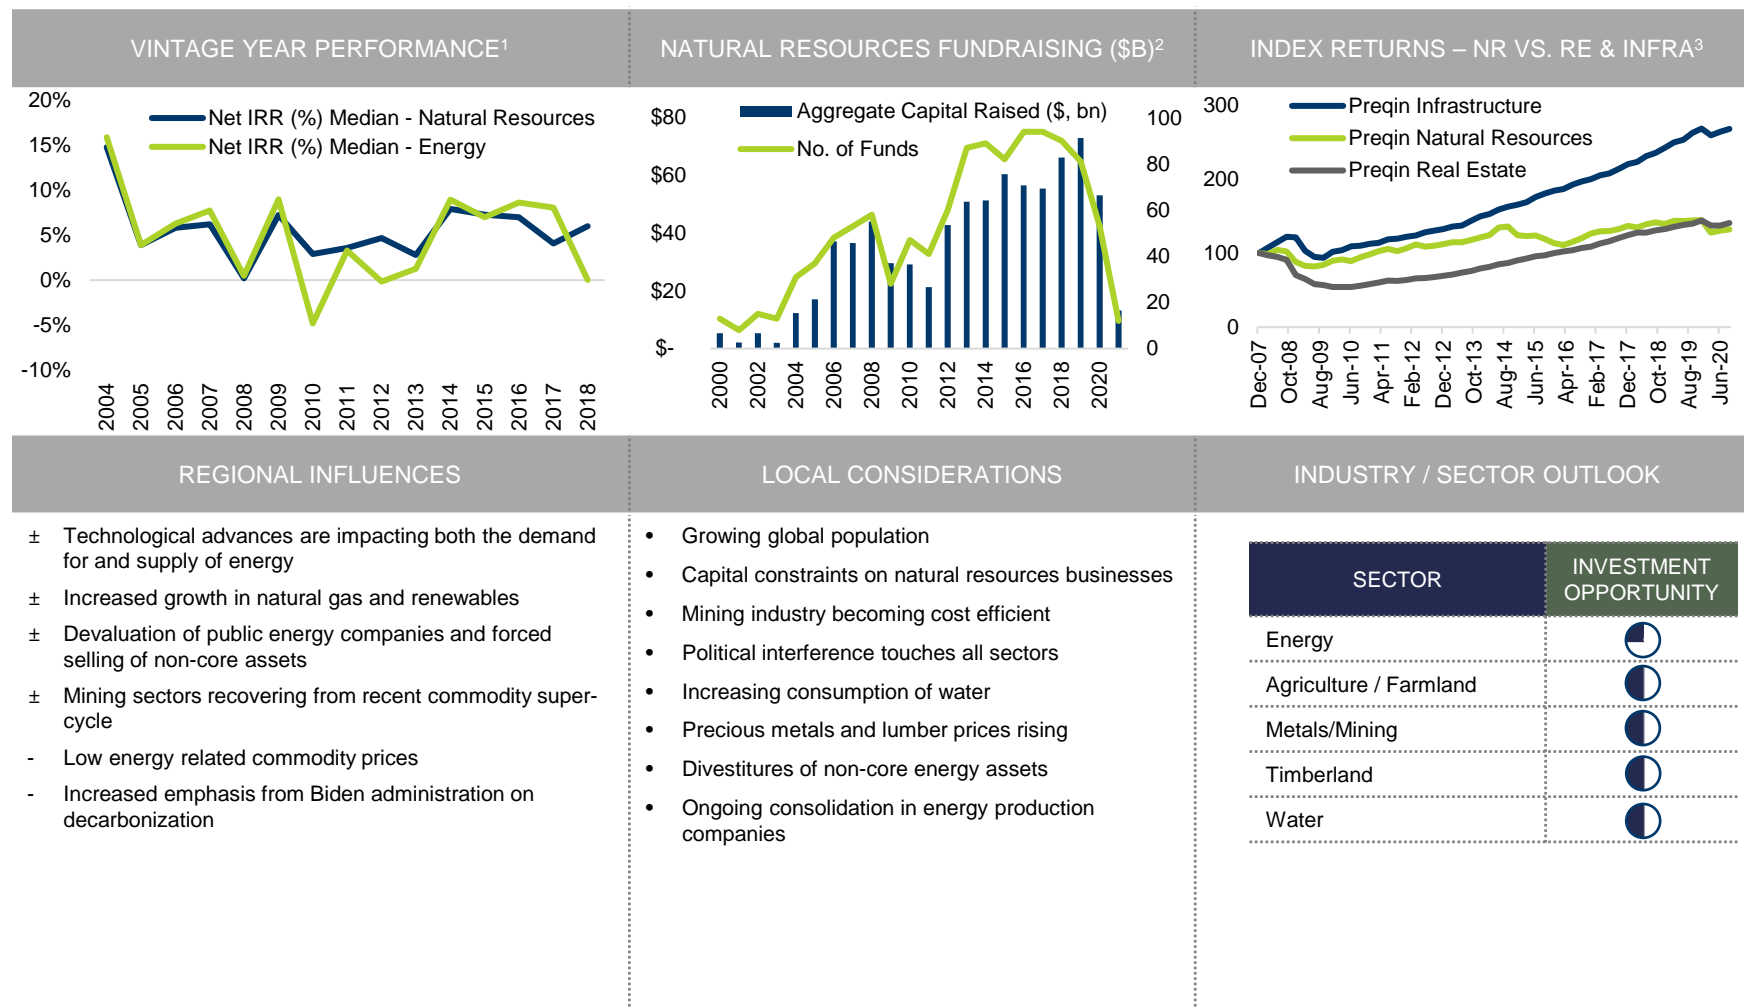 VINTAGE YEAR PERFORMANCE¹
NATURAL RESOURCES FUNDRAISING ($B)²
INDEX RETURNS – NR VS. RE & INFRA³
20%
15%
10%
5%
0%
-5%
-10%
Net IRR (%) Median - Natural Resources
Net IRR (%) Median - Energy
2004
2005
2006
2007
2008
2009
2010
2011
2012
2013
2014
2015
2016
2017
2018
$80
$60
$40
$20
$-
Aggregate Capital Raised ($, bn)
No. of Funds
100
80
60
40
20
0
2000
2002
2004
2006
2008
2010
2012
2014
2016
2018
2020
300
200
100
0
Preqin Infrastructure
Preqin Natural Resources
Preqin Real Estate
Dec-07
Oct-08
Aug-09
Jun-10
Apr-11
Feb-12
Dec-12
Oct-13
Aug-14
Jun-15
Apr-16
Feb-17
Dec-17
Oct-18
Aug-19
Jun-20
REGIONAL INFLUENCES
± Technological advances are impacting both the demand
for and supply of energy
± Increased growth in natural gas and renewables
± Devaluation of public energy companies and forced
selling of non-core assets
± Mining sectors recovering from recent commodity super-
cycle
- Low energy related commodity prices
- Increased emphasis from Biden administration on
decarbonization
LOCAL CONSIDERATIONS
• Growing global population
• Capital constraints on natural resources businesses
• Mining industry becoming cost efficient
• Political interference touches all sectors
• Increasing consumption of water
• Precious metals and lumber prices rising
• Divestitures of non-core energy assets
• Ongoing consolidation in energy production
companies
INDUSTRY / SECTOR OUTLOOK
SECTOR
INVESTMENT
OPPORTUNITY
Energy
Agriculture / Farmland
Metals/Mining
Timberland
Water